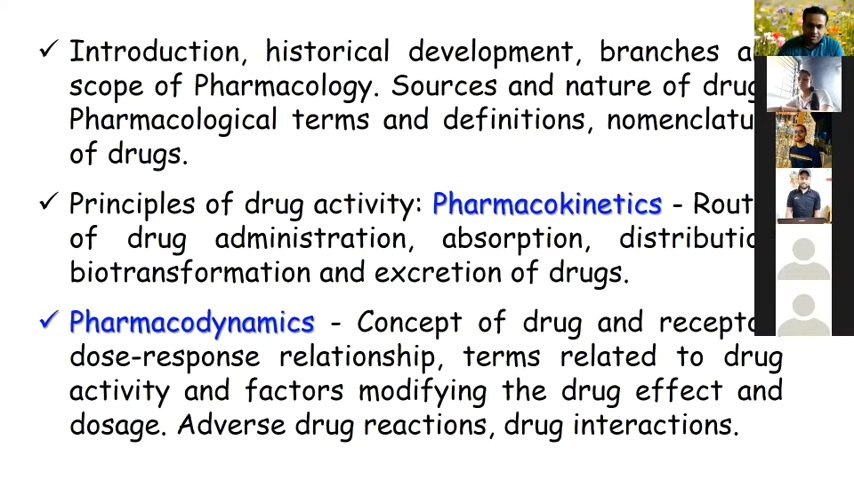 ✓ Introduction, historical development, branches a
scope of Pharmacology. Sources and nature of drug
Pharmacological terms and definitions, nomenclatu
of drugs.
✓ Principles of drug activity: Pharmacokinetics - Rout
of drug administration, absorption, distributio
biotransformation and excretion of drugs.
✓ Pharmacodynamics - Concept of drug and recepto
dose-response relationship, terms related to drug
activity and factors modifying the drug effect and
dosage. Adverse drug reactions, drug interactions.